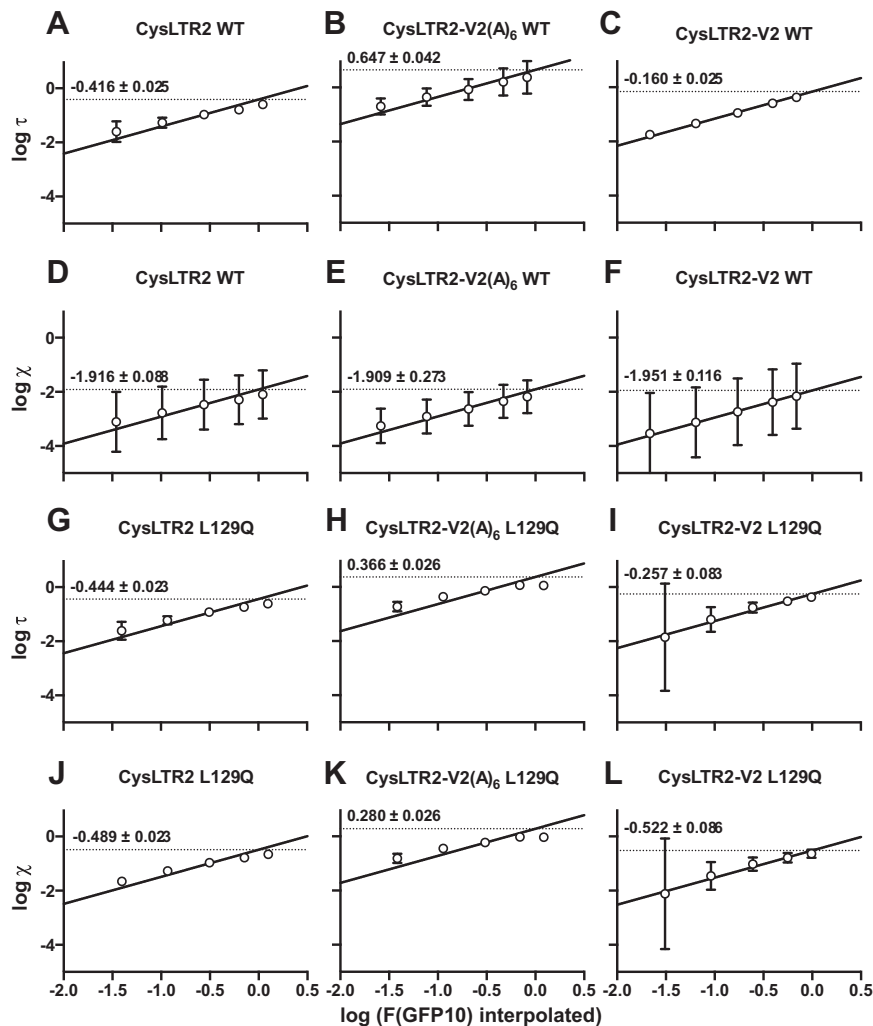 A CysLTR2 WT
B CysLTR2-V2(A)6 WT
C CysLTR2-V2 WT
0
-2
-4
log τ
-0.416 ± 0.025
0.647 ± 0.042
-0.160 ± 0.025
D CysLTR2 WT
E CysLTR2-V2(A)6 WT
F CysLTR2-V2 WT
0
-2
-4
log χ
-1.916 ± 0.088
-1.909 ± 0.273
-1.951 ± 0.116
G CysLTR2 L129Q
H CysLTR2-V2(A)6 L129Q
I CysLTR2-V2 L129Q
0
-2
-4
log τ
-0.444 ± 0.023
0.366 ± 0.026
-0.257 ± 0.083
J CysLTR2 L129Q
K CysLTR2-V2(A)6 L129Q
L CysLTR2-V2 L129Q
0
-2
-4
log χ
-0.489 ± 0.023
0.280 ± 0.026
-0.522 ± 0.086
-2.0 -1.5 -1.0 -0.5 0.0 0.5
-2.0 -1.5 -1.0 -0.5 0.0 0.5
-2.0 -1.5 -1.0 -0.5 0.0 0.5
log (F(GFP10) interpolated)